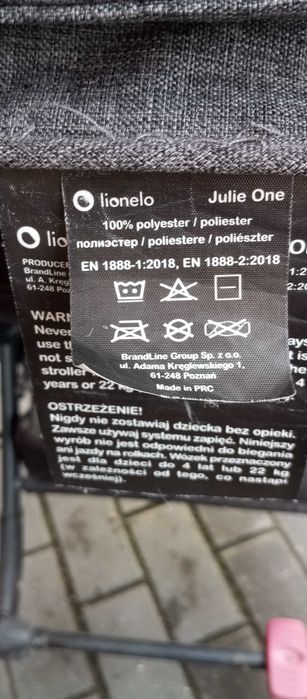 lionelo Julie One
100% polyester / poliester
полиэстер / poliestere / poliészter
EN 1888-1:2018, EN 1888-2:2018
BrandLine Group Sp. z o.o.
ul. Adama Kręglewskiego 1,
61-248 Poznań
Made in PRC
lio
PRODUCER
BrandLine
ul. A. Kręg
61-248 Poz
WARN
Never
use th
not s
stroller
years or 22 k
OSTRZEŻENIE!
Nigdy nie zostawiaj dziecka bez opieki.
Zawsze używaj systemu zapięć. Niniejszy
wyrób nie jest odpowiedni do biegania
ani jazdy na rolkach. Wózek przeznaczony
jest dla dzieci do 4 lat lub 22 kg
(w zależności od tego, co nastąpi
wcześniej).